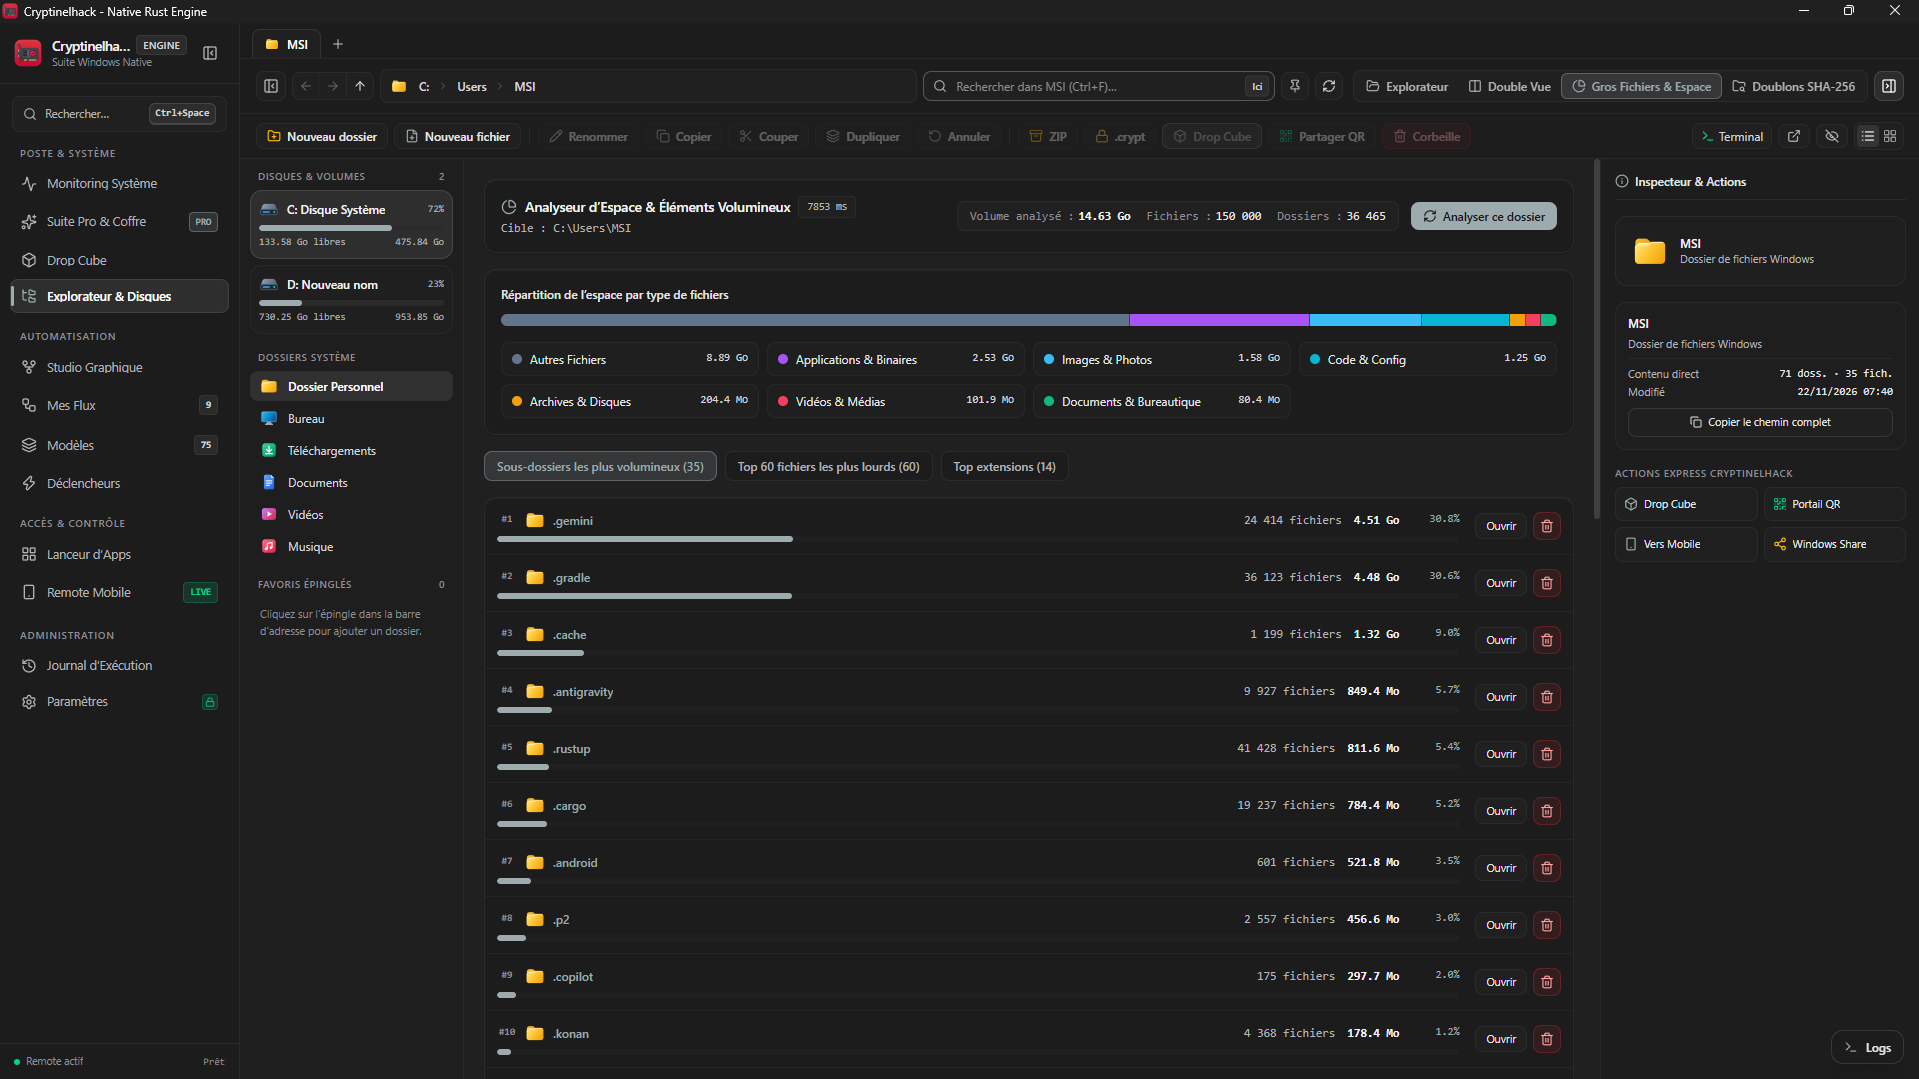 Cryptinelhack - Native Rust Engine
Cryptinelha... ENGINE
Suite Windows Native
Rechercher... Ctrl+Space
POSTE & SYSTÈME
Monitoring Système
Suite Pro & Coffre PRO
Drop Cube
Explorateur & Disques
AUTOMATISATION
Studio Graphique
Mes Flux 9
Modèles 75
Déclencheurs
ACCÈS & CONTRÔLE
Lanceur d'Apps
Remote Mobile LIVE
ADMINISTRATION
Journal d'Exécution
Paramètres
Remote actif Prêt
MSI
C: Users MSI
Rechercher dans MSI (Ctrl+F)... Ici
Explorateur Double Vue Gros Fichiers & Espace Doublons SHA-256
Nouveau dossier Nouveau fichier Renommer Copier Couper Dupliquer Annuler ZIP .crypt Drop Cube Partager QR Corbeille Terminal
DISQUES & VOLUMES 2
C: Disque Système 72%
133.58 Go libres 475.84 Go
D: Nouveau nom 23%
730.25 Go libres 953.85 Go
DOSSIERS SYSTÈME
Dossier Personnel
Bureau
Téléchargements
Documents
Vidéos
Musique
FAVORIS ÉPINGLÉS 0
Cliquez sur l'épingle dans la barre
d'adresse pour ajouter un dossier.
Analyseur d'Espace & Éléments Volumineux 7853 ms
Cible : C:\Users\MSI
Volume analysé : 14.63 Go Fichiers : 150 000 Dossiers : 36 465
Analyser ce dossier
Répartition de l'espace par type de fichiers
Autres Fichiers 8.89 Go Applications & Binaires 2.53 Go Images & Photos 1.58 Go Code & Config 1.25 Go
Archives & Disques 204.4 Mo Vidéos & Médias 101.9 Mo Documents & Bureautique 80.4 Mo
Sous-dossiers les plus volumineux (35) Top 60 fichiers les plus lourds (60) Top extensions (14)
#1 .gemini 24 414 fichiers 4.51 Go 30.8% Ouvrir
#2 .gradle 36 123 fichiers 4.48 Go 30.6% Ouvrir
#3 .cache 1 199 fichiers 1.32 Go 9.0% Ouvrir
#4 .antigravity 9 927 fichiers 849.4 Mo 5.7% Ouvrir
#5 .rustup 41 428 fichiers 811.6 Mo 5.4% Ouvrir
#6 .cargo 19 237 fichiers 784.4 Mo 5.2% Ouvrir
#7 .android 601 fichiers 521.8 Mo 3.5% Ouvrir
#8 .p2 2 557 fichiers 456.6 Mo 3.0% Ouvrir
#9 .copilot 175 fichiers 297.7 Mo 2.0% Ouvrir
#10 .konan 4 368 fichiers 178.4 Mo 1.2% Ouvrir
Inspecteur & Actions
MSI
Dossier de fichiers Windows
MSI
Dossier de fichiers Windows
Contenu direct 71 doss. · 35 fich.
Modifié 22/11/2026 07:40
Copier le chemin complet
ACTIONS EXPRESS CRYPTINELHACK
Drop Cube Portail QR
Vers Mobile Windows Share
Logs